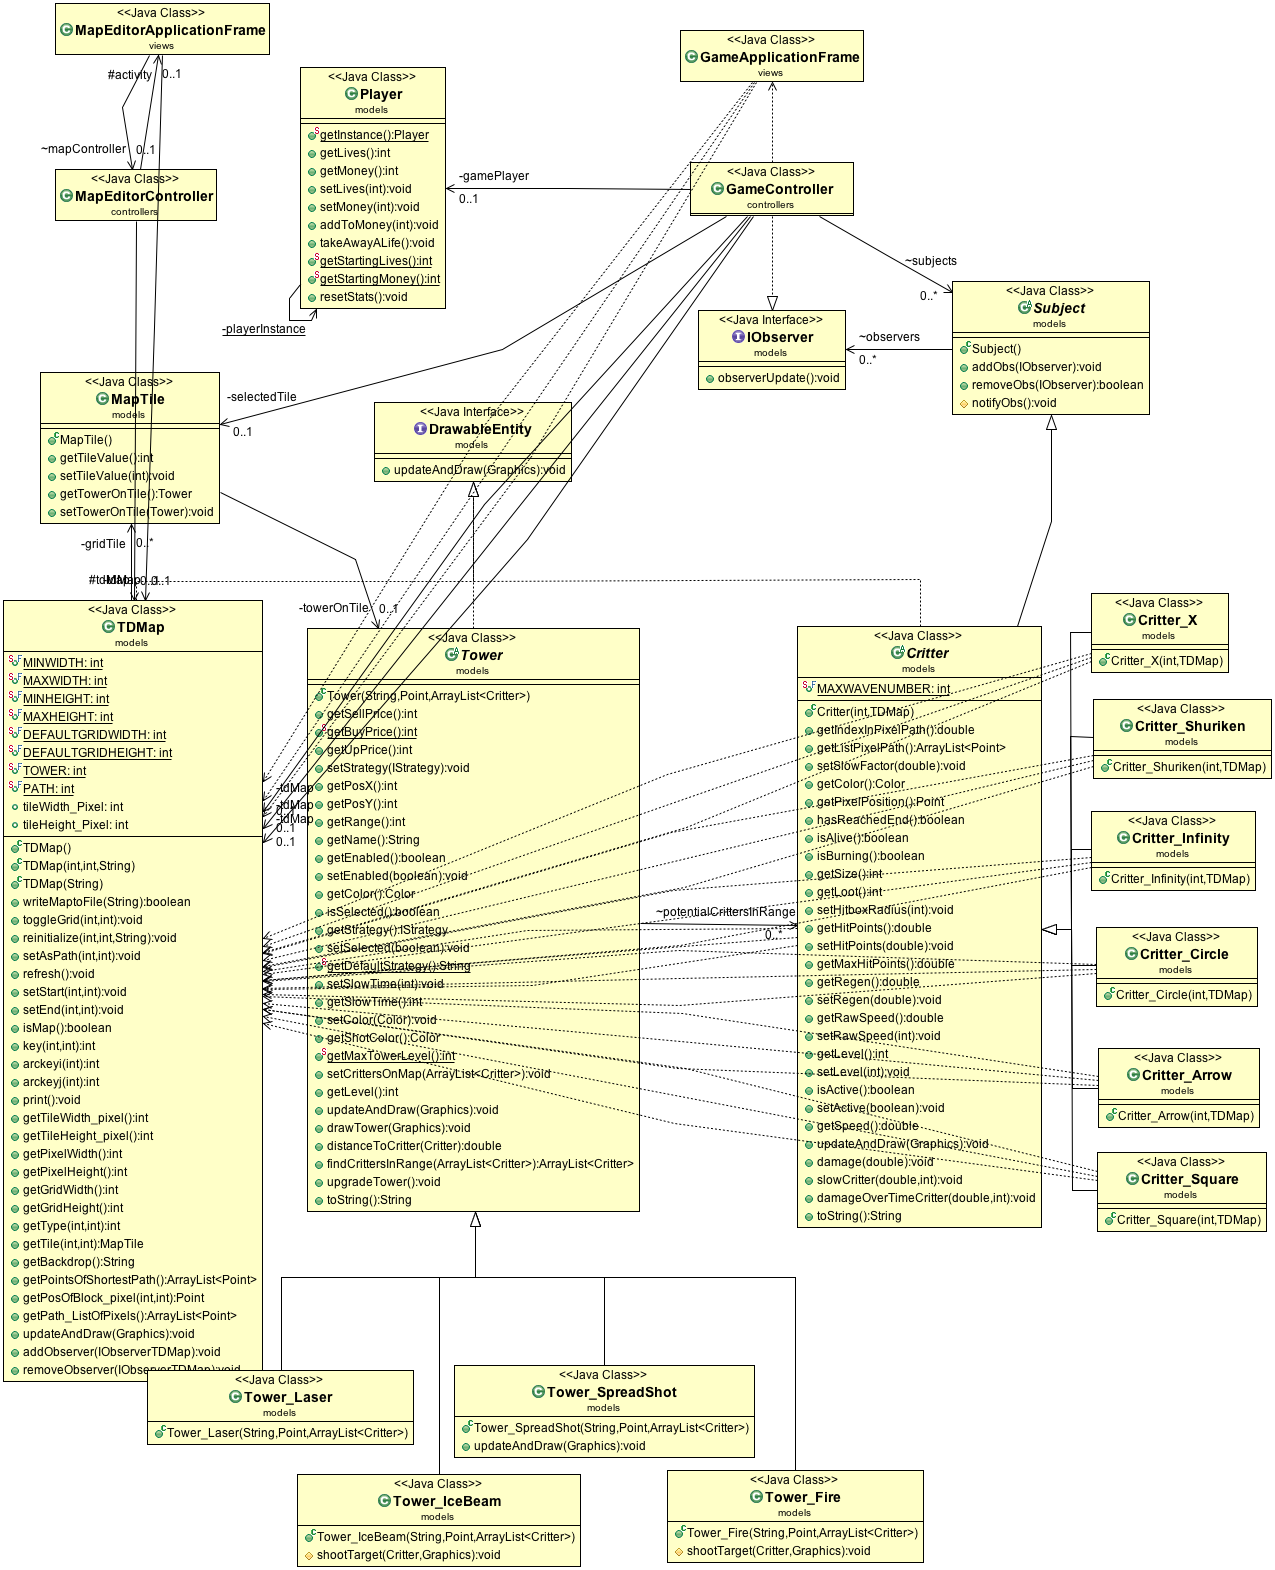 <<Java Class>>
MapEditorApplicationFrame
views
#activity
0..1
~mapController
0..1
<<Java Class>>
MapEditorController
controllers
<<Java Class>>
Player
models
getInstance():Player
getLives():int
getMoney():int
setLives(int):void
setMoney(int):void
addToMoney(int):void
takeAwayALife():void
getStartingLives():int
getStartingMoney():int
resetStats():void
-playerInstance
-gamePlayer
0..1
<<Java Class>>
GameApplicationFrame
views
<<Java Class>>
GameController
controllers
~subjects
0..*
<<Java Interface>>
IObserver
models
observerUpdate():void
~observers
0..*
<<Java Class>>
Subject
models
Subject()
addObs(IObserver):void
removeObs(IObserver):boolean
notifyObs():void
<<Java Class>>
MapTile
models
MapTile()
getTileValue():int
setTileValue(int):void
getTowerOnTile():Tower
setTowerOnTile(Tower):void
-selectedTile
0..1
<<Java Interface>>
DrawableEntity
models
updateAndDraw(Graphics):void
-gridTile
0..*
0..1
-towerOnTile
0..1
<<Java Class>>
TDMap
models
MINWIDTH: int
MAXWIDTH: int
MINHEIGHT: int
MAXHEIGHT: int
DEFAULTGRIDWIDTH: int
DEFAULTGRIDHEIGHT: int
TOWER: int
PATH: int
tileWidth_Pixel: int
tileHeight_Pixel: int
TDMap()
TDMap(int,int,String)
TDMap(String)
writeMaptoFile(String):boolean
toggleGrid(int,int):void
reinitialize(int,int,String):void
setAsPath(int,int):void
refresh():void
setStart(int,int):void
setEnd(int,int):void
isMap():boolean
key(int,int):int
arckeyi(int):int
arckeyj(int):int
print():void
getTileWidth_pixel():int
getTileHeight_pixel():int
getPixelWidth():int
getPixelHeight():int
getGridWidth():int
getGridHeight():int
getType(int,int):int
getTile(int,int):MapTile
getBackdrop():String
getPointsOfShortestPath():ArrayList<Point>
getPosOfBlock_pixel(int,int):Point
getPath_ListOfPixels():ArrayList<Point>
updateAndDraw(Graphics):void
addObserver(IObserverTDMap):void
removeObserver(IObserverTDMap):void
-tdMap
-tdMap
0..1
-tdMap
0..1
0..1
<<Java Class>>
Tower
models
Tower(String,Point,ArrayList<Critter>)
getSellPrice():int
getBuyPrice():int
getUpPrice():int
setStrategy(IStrategy):void
getPosX():int
getPosY():int
getRange():int
getName():String
getEnabled():boolean
setEnabled(boolean):void
getColor():Color
isSelected():boolean
getStrategy():IStrategy
setSelected(boolean):void
getDefaultStrategy():String
setSlowTime(int):void
getSlowTime():int
setColor(Color):void
getShotColor():Color
getMaxTowerLevel():int
setCrittersOnMap(ArrayList<Critter>):void
getLevel():int
updateAndDraw(Graphics):void
drawTower(Graphics):void
distanceToCritter(Critter):double
findCrittersInRange(ArrayList<Critter>):ArrayList<Critter>
upgradeTower():void
toString():String
~potentialCrittersInRange
0..*
<<Java Class>>
Critter
models
MAXWAVENUMBER: int
Critter(int,TDMap)
getIndexInPixelPath():double
getListPixelPath():ArrayList<Point>
setSlowFactor(double):void
getColor():Color
getPixelPosition():Point
hasReachedEnd():boolean
isAlive():boolean
isBurning():boolean
getSize():int
getLoot():int
setHitboxRadius(int):void
getHitPoints():double
setHitPoints(double):void
getMaxHitPoints():double
getRegen():double
setRegen(double):void
getRawSpeed():double
setRawSpeed(int):void
getLevel():int
setLevel(int):void
isActive():boolean
setActive(boolean):void
getSpeed():double
updateAndDraw(Graphics):void
damage(double):void
slowCritter(double,int):void
damageOverTimeCritter(double,int):void
toString():String
<<Java Class>>
Critter_X
models
Critter_X(int,TDMap)
<<Java Class>>
Critter_Shuriken
models
Critter_Shuriken(int,TDMap)
<<Java Class>>
Critter_Infinity
models
Critter_Infinity(int,TDMap)
<<Java Class>>
Critter_Circle
models
Critter_Circle(int,TDMap)
<<Java Class>>
Critter_Arrow
models
Critter_Arrow(int,TDMap)
<<Java Class>>
Critter_Square
models
Critter_Square(int,TDMap)
<<Java Class>>
Tower_Laser
models
Tower_Laser(String,Point,ArrayList<Critter>)
<<Java Class>>
Tower_SpreadShot
models
Tower_SpreadShot(String,Point,ArrayList<Critter>)
updateAndDraw(Graphics):void
<<Java Class>>
Tower_IceBeam
models
Tower_IceBeam(String,Point,ArrayList<Critter>)
shootTarget(Critter,Graphics):void
<<Java Class>>
Tower_Fire
models
Tower_Fire(String,Point,ArrayList<Critter>)
shootTarget(Critter,Graphics):void